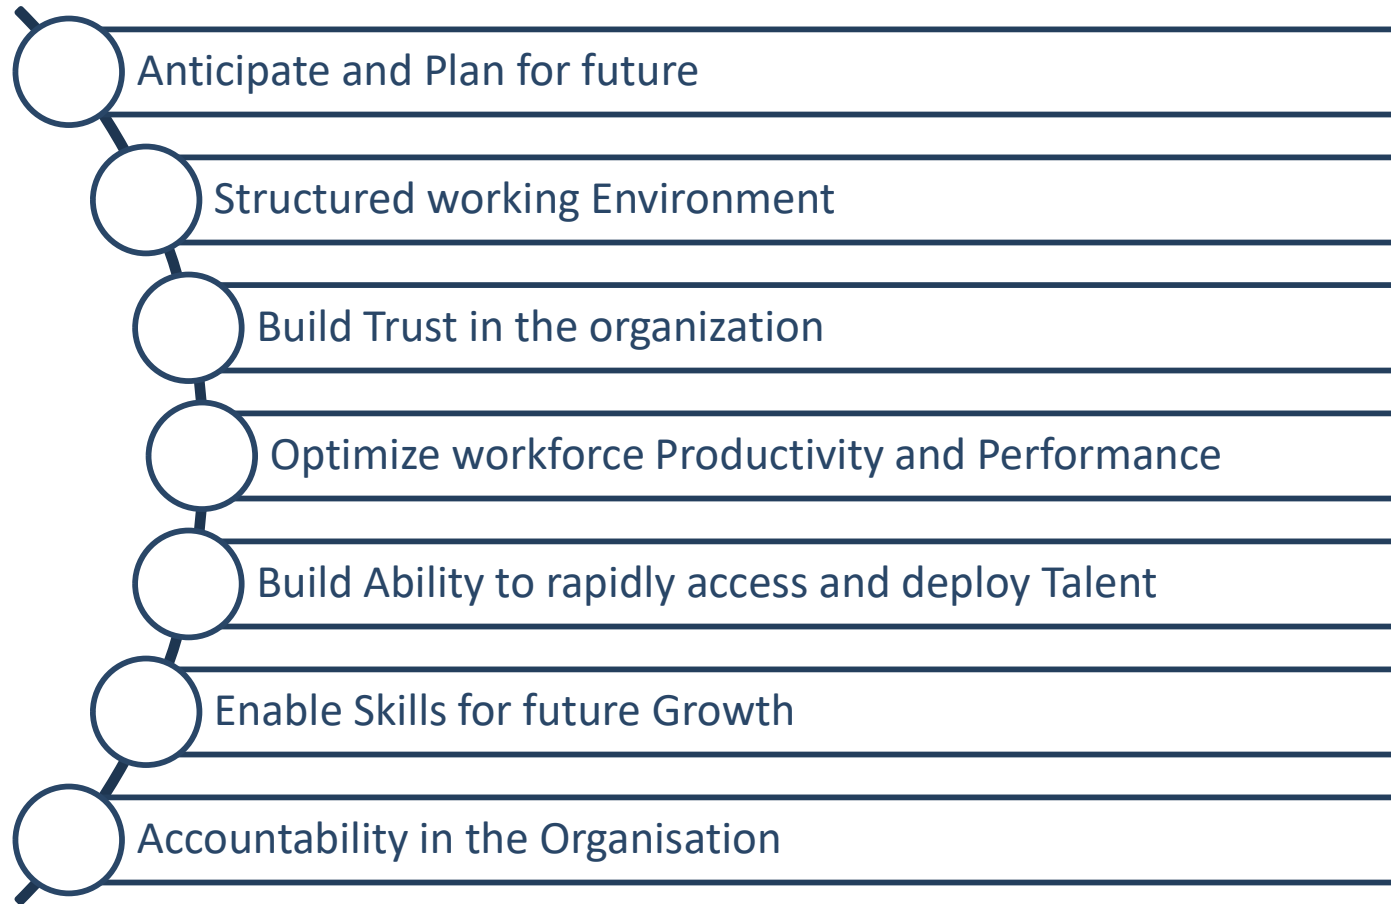 Anticipate and Plan for future
Structured working Environment
Build Trust in the organization
Optimize workforce Productivity and Performance
Build Ability to rapidly access and deploy Talent
Enable Skills for future Growth
Accountability in the Organisation